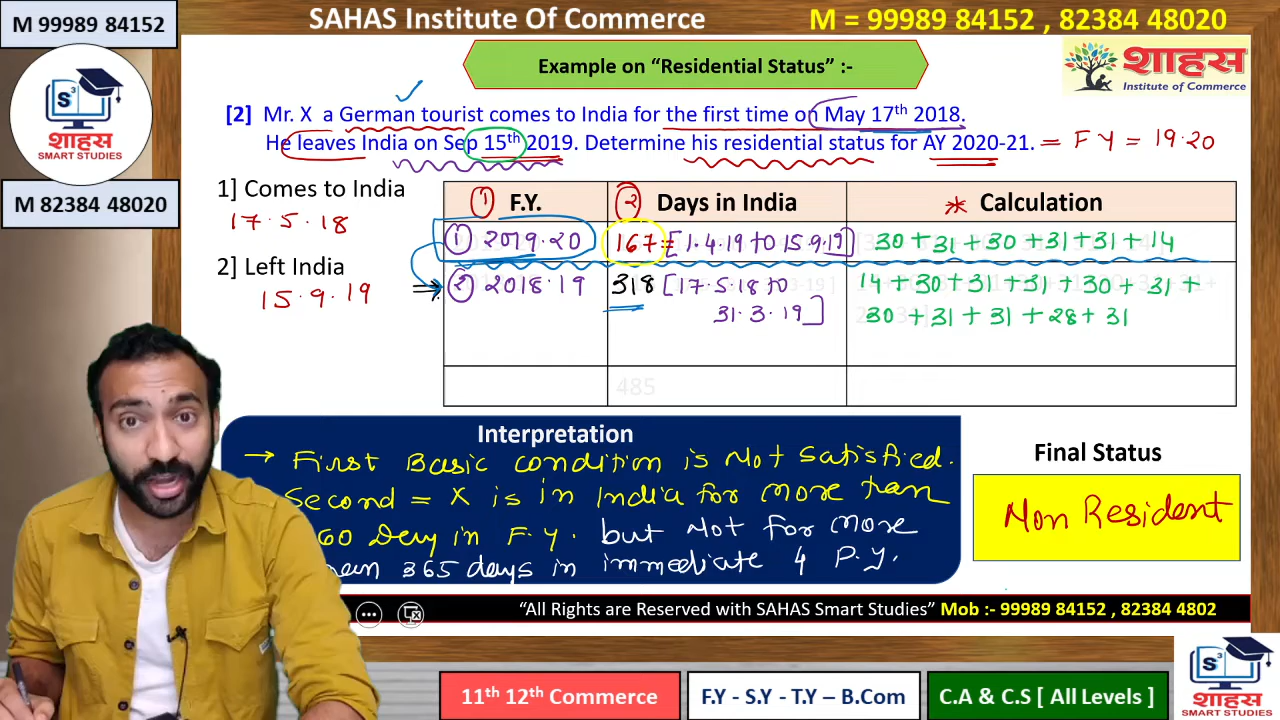 M 99989 84152
SAHAS Institute Of Commerce
M = 99989 84152 , 82384 48020
S³
शाहस
SMART STUDIES
M 82384 48020
Example on “Residential Status” :-
शाहस
Institute of Commerce
[2] Mr. X a German tourist comes to India for the first time on May 17th 2018.
He leaves India on Sep 15th 2019. Determine his residential status for AY 2020-21. = F Y = 19.20
1] Comes to India
17.5.18
2] Left India
15.9.19
① F.Y.
② Days in India
* Calculation
① 2019.20
167=[1.4.19 to 15.9.19]
30 + 31 + 30 + 31 + 31 + 14
⇒ ② 2018.19
318 [17.5.18 to
31.3.19]
14 + 30 + 31 + 31 + 30 + 31 +
30 + 31 + 31 + 28 + 31
485
Interpretation
→ First Basic condition is Not Satisfied.
Second = X is in India for more than
60 Day in F.Y. but Not for more
365 days in immediate 4 P.Y.
Final Status
Non Resident
“All Rights are Reserved with SAHAS Smart Studies” Mob :- 99989 84152 , 82384 4802
11th 12th Commerce
F.Y - S.Y - T.Y – B.Com
C.A & C.S [ All Levels ]
S³
शाहस
SMART STUDIES